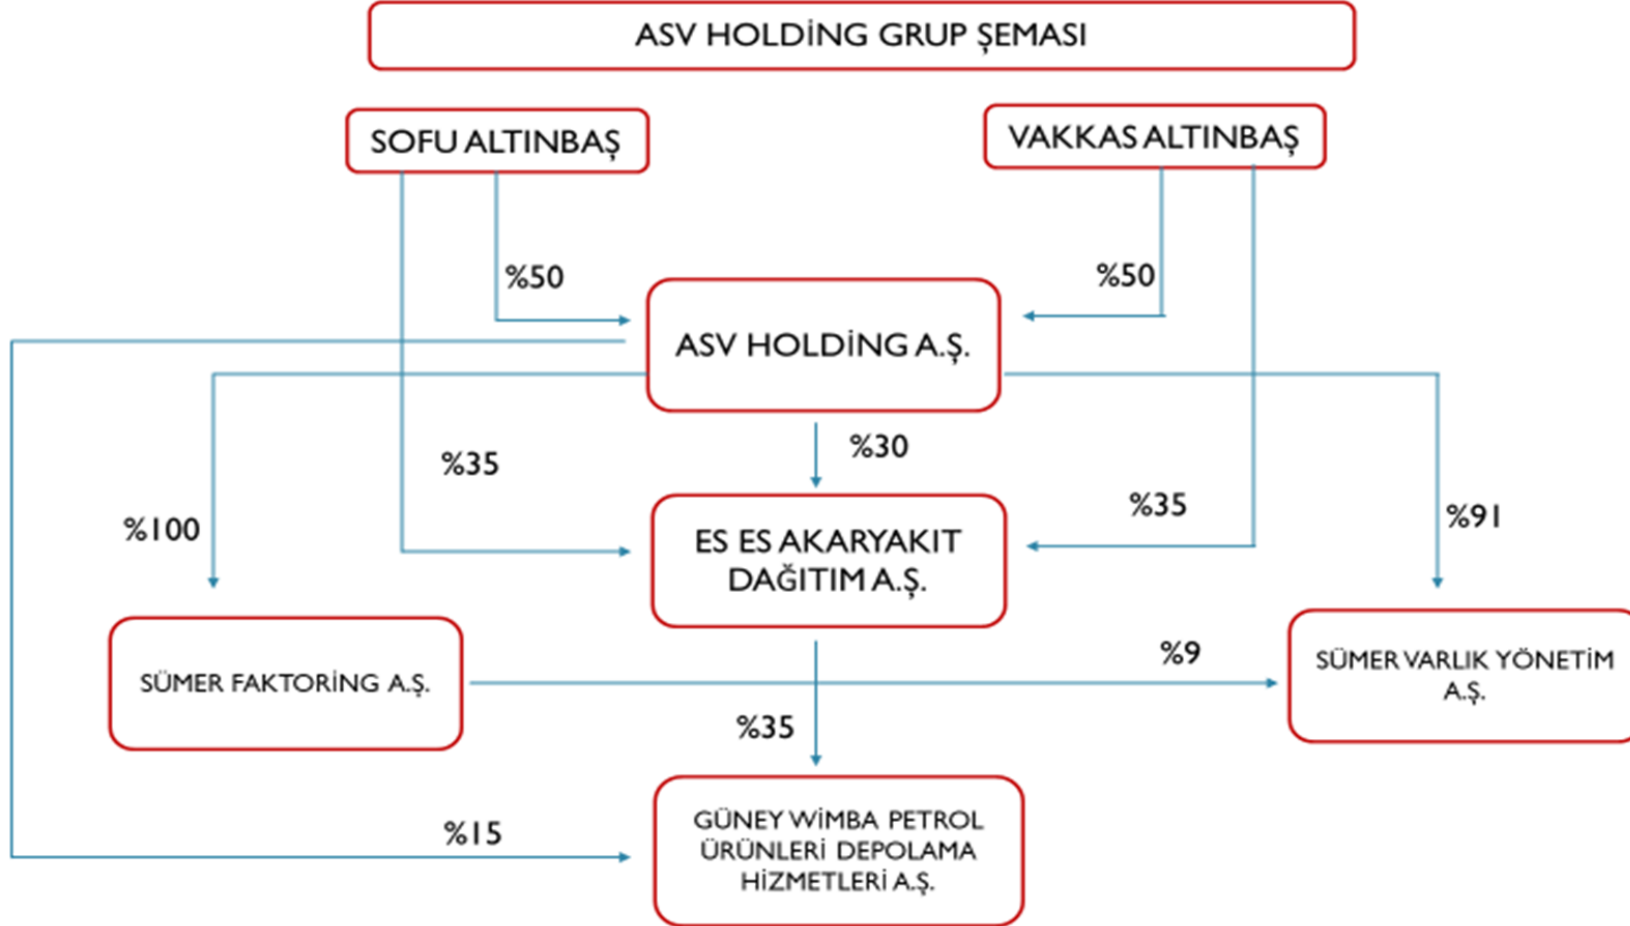 ASV HOLDİNG GRUP ŞEMASI
SOFU ALTINBAŞ
VAKKAS ALTINBAŞ
%50
%50
ASV HOLDİNG A.Ş.
%30
%35
%35
%100
%91
ES ES AKARYAKIT
DAĞITIM A.Ş.
SÜMER FAKTORİNG A.Ş.
%9
SÜMER VARLIK YÖNETİM
A.Ş.
%35
%15
GÜNEY WİMBA PETROL
ÜRÜNLERİ DEPOLAMA
HİZMETLERİ A.Ş.